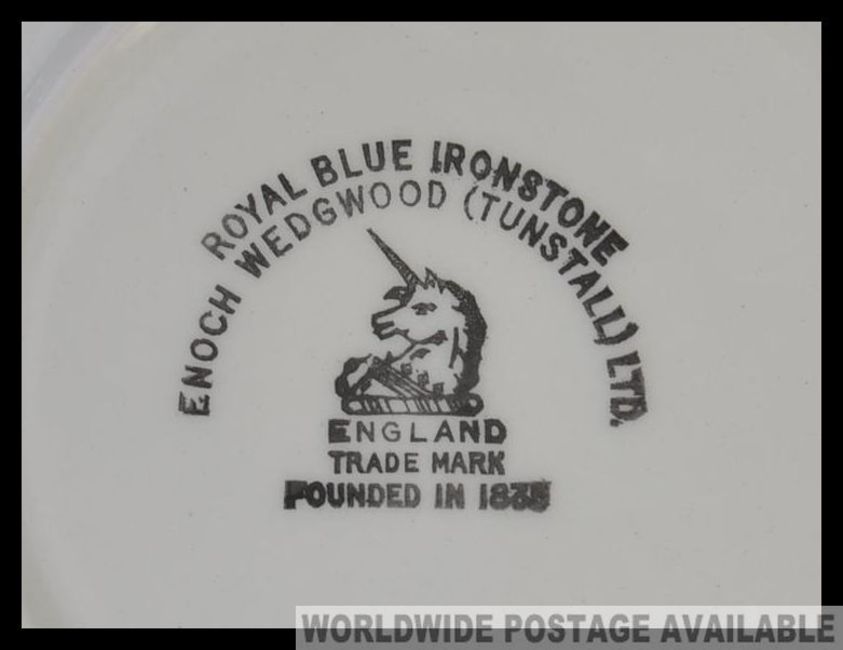 ROYAL BLUE IRONSTONE
ENOCH WEDGWOOD (TUNSTALL) LTD.
ENGLAND
TRADE MARK
FOUNDED IN 1835
WORLDWIDE POSTAGE AVAILABLE